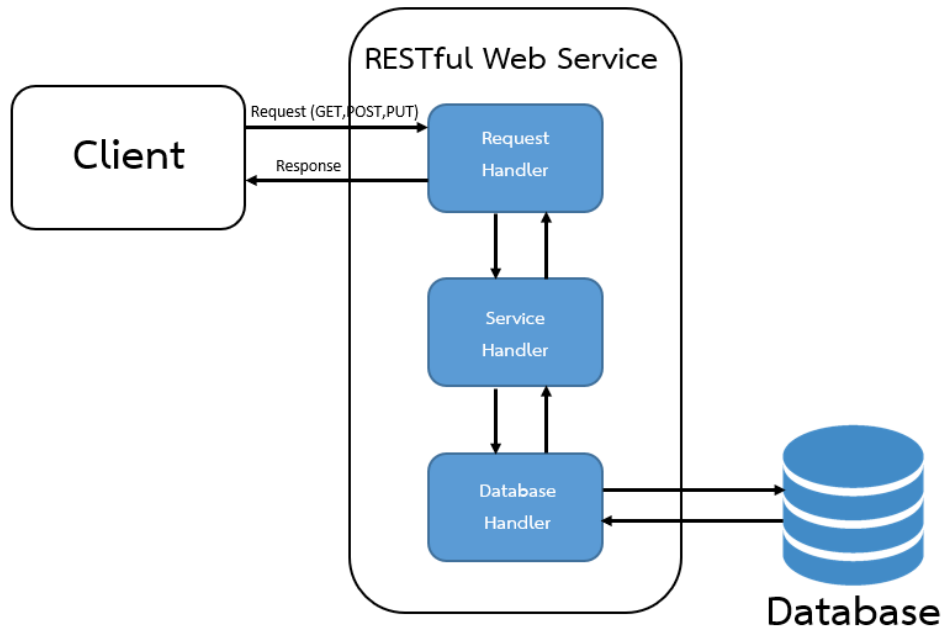 RESTful Web Service
Client
Request (GET,POST,PUT)
Response
Request
Handler
Service
Handler
Database
Handler
Database